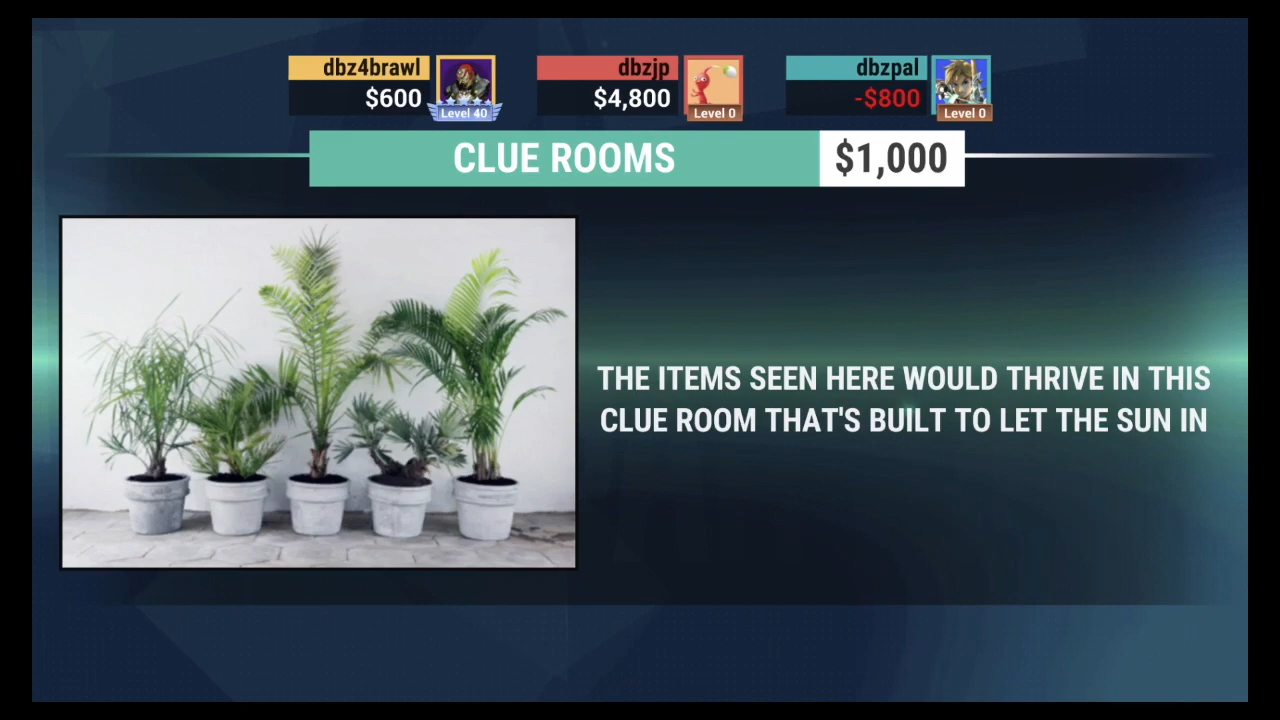 dbz4brawl
$600
Level 40
dbzjp
$4,800
Level 0
dbzpal
-$800
Level 0
CLUE ROOMS
$1,000
THE ITEMS SEEN HERE WOULD THRIVE IN THIS
CLUE ROOM THAT'S BUILT TO LET THE SUN IN